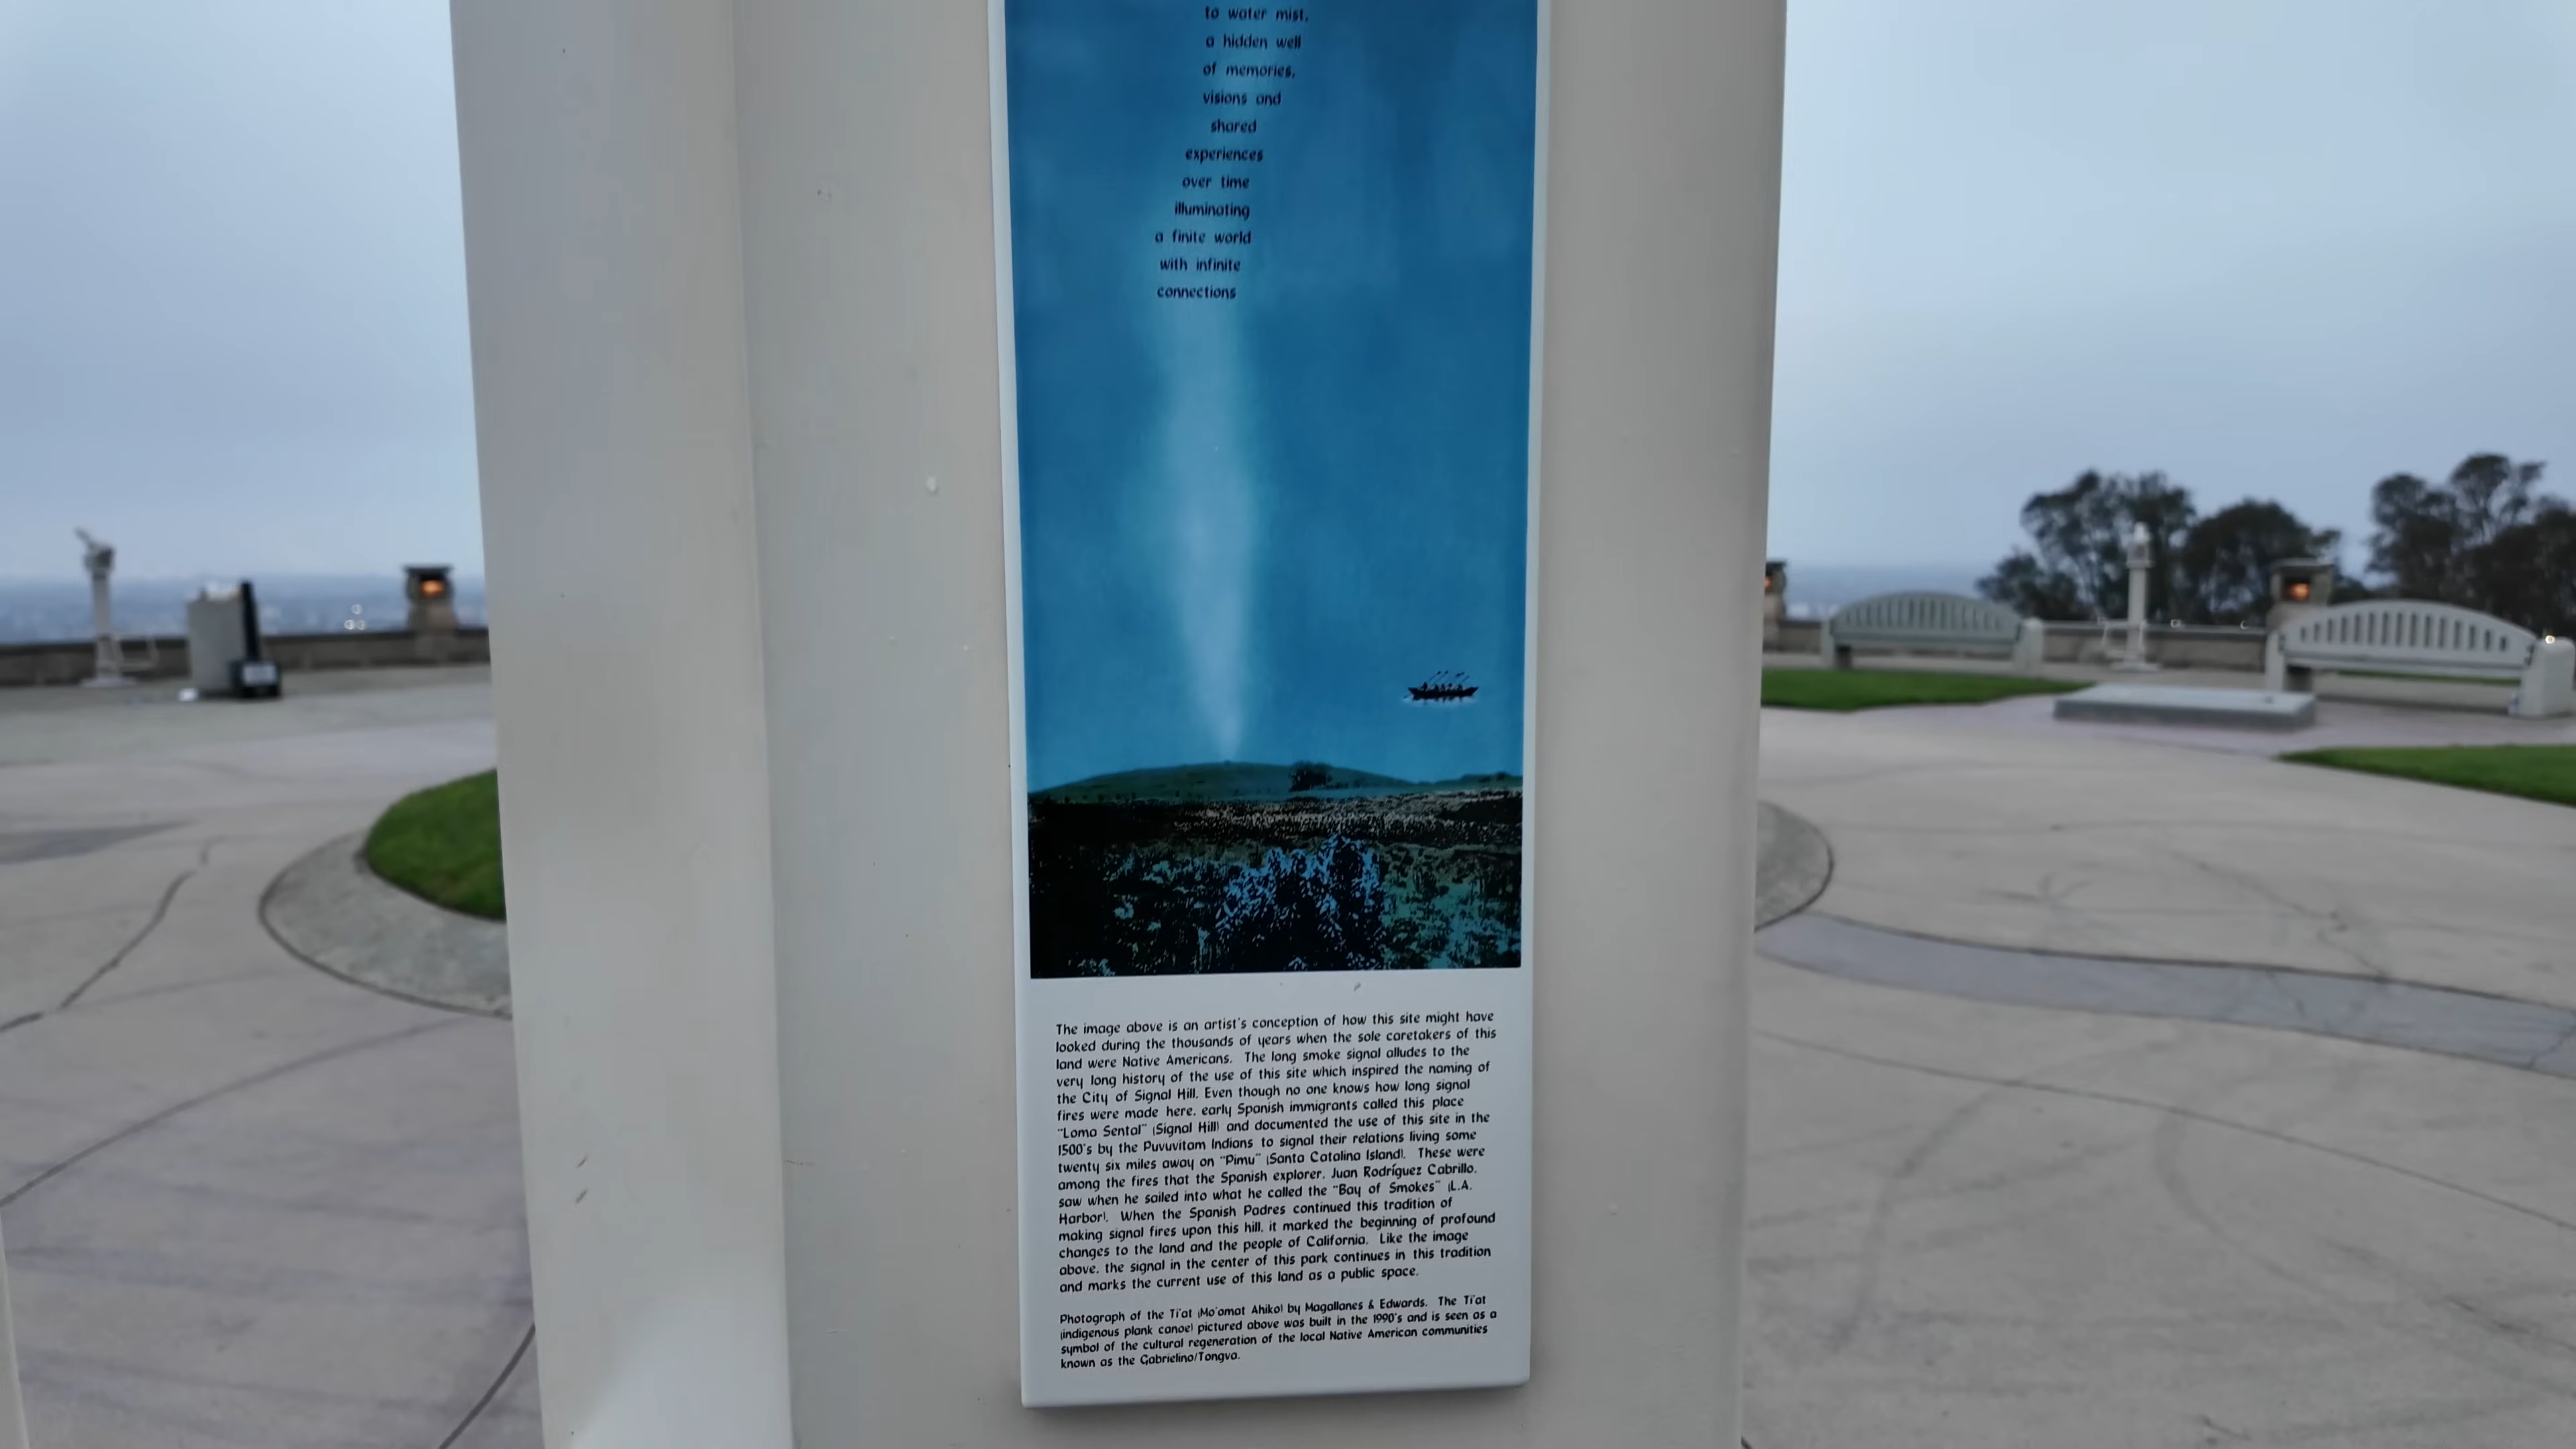 to water mist,
a hidden well
of memories,
visions and
shared
experiences
over time
illuminating
a finite world
with infinite
connections
The image above is an artist's conception of how this site might have
looked during the thousands of years when the sole caretakers of this
land were Native Americans. The long smoke signal alludes to the
very long history of the use of this site which inspired the naming of
the City of Signal Hill. Even though no one knows how long signal
fires were made here, early Spanish immigrants called this place
"Loma Sental" (Signal Hill) and documented the use of this site in the
1500's by the Puvuvitam Indians to signal their relations living some
twenty six miles away on "Pimu" (Santa Catalina Island). These were
among the fires that the Spanish explorer, Juan Rodríguez Cabrillo,
saw when he sailed into what he called the "Bay of Smokes" (L.A.
Harbor). When the Spanish Padres continued this tradition of
making signal fires upon this hill, it marked the beginning of profound
changes to the land and the people of California. Like the image
above, the signal in the center of this park continues in this tradition
and marks the current use of this land as a public space.
Photograph of the Ti'at (Mo'omat Ahiko) by Magallanes & Edwards. The Ti'at
(indigenous plank canoe) pictured above was built in the 1990's and is seen as a
symbol of the cultural regeneration of the local Native American communities
known as the Gabrielino/Tongva.